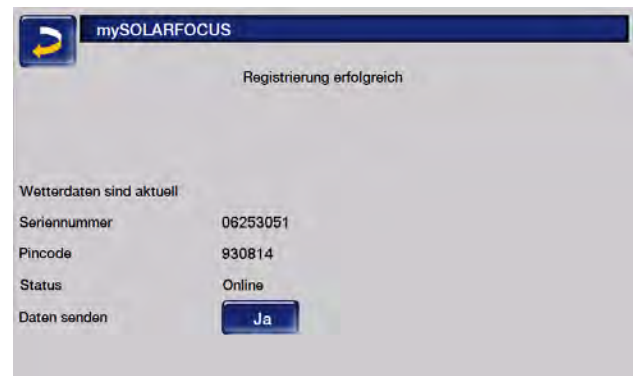 mySOLARFOCUS
Registrierung erfolgreich
Wetterdaten sind aktuell
Seriennummer 06253051
Pincode 930814
Status Online
Daten senden Ja